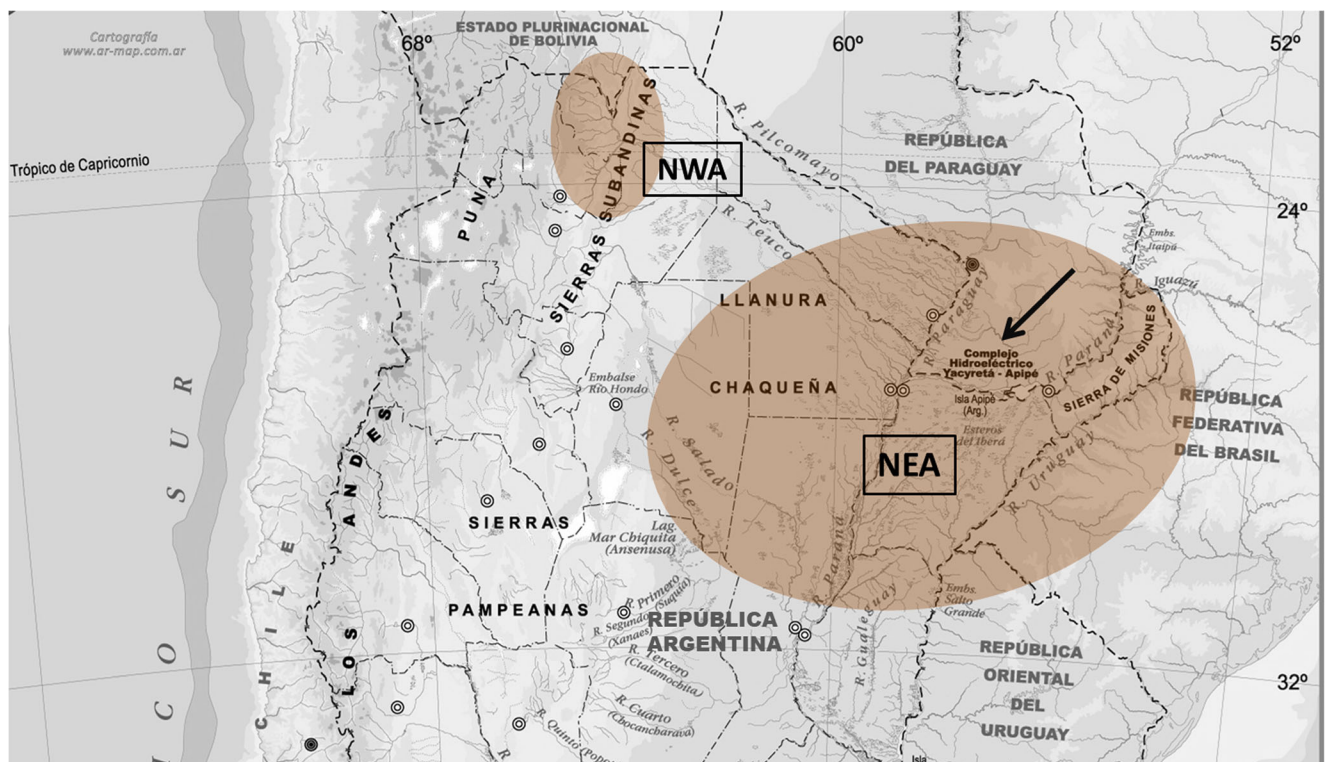 Cartografía
www.ar-map.com.ar
68º
ESTADO PLURINACIONAL
DE BOLIVIA
60º
52º
Trópico de Capricornio
PUNA
SIERRAS SUBANDINAS
NWA
R. Pilcomayo
REPÚBLICA
DEL PARAGUAY
24º
R. Teuco
Embs.
Itaipú
R. Iguazú
LLANURA
R. Paraguay
Complejo
Hidroeléctrico
Yacyretá - Apipé
R. Paraná
SIERRA DE MISIONES
CHAQUEÑA
Isla Apipé
(Arg.)
Embalse
Río Hondo
REPÚBLICA
FEDERATIVA
DEL BRASIL
Esteros
del Iberá
NEA
R. Uruguay
R. Salado
R. Dulce
SUR
LOS ANDES
CHILE
ICO
SIERRAS
PAMPEANAS
Lag.
Mar Chiquita
(Ansenusa)
R. Paraná
R. Primero
(Suquía)
R. Segundo
(Xanaes)
REPÚBLICA
ARGENTINA
R. Tercero
(Ctalamochita)
R. Gualeguay
Embs.
Salto
Grande
REPÚBLICA
ORIENTAL
DEL
URUGUAY
32º
R. Cuarto
(Chocancharava)
R. Quinto (Popo
R
Isla